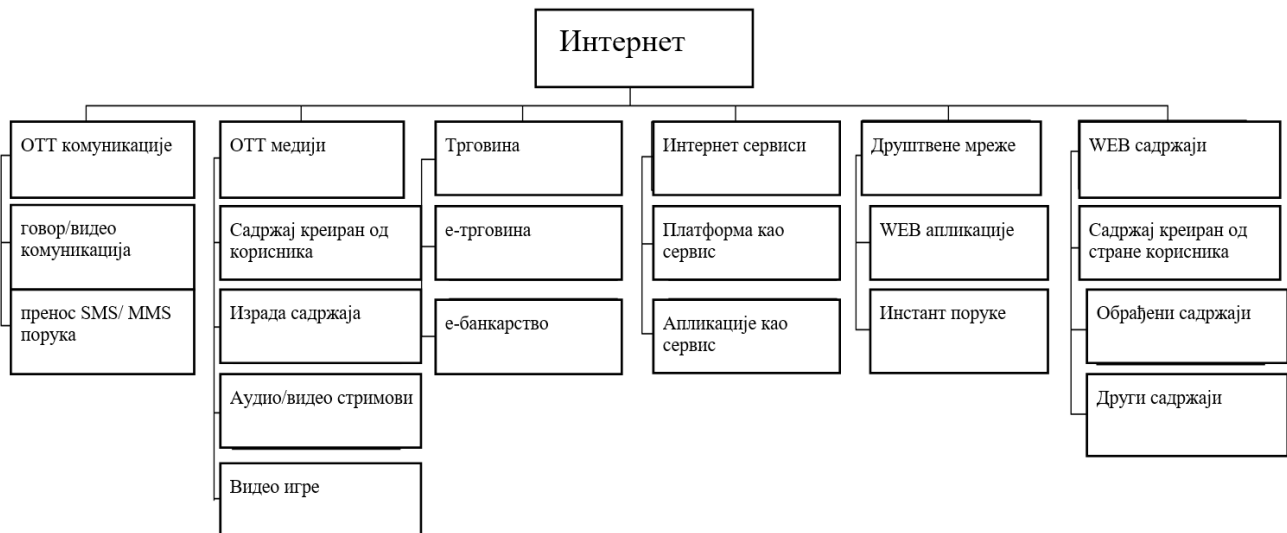 Интернет
ОТТ комуникације
говор/видео
комуникација
пренос SMS/ MMS
порука
ОТТ медији
Садржај креиран од
корисника
Израда садржаја
Аудио/видео стримови
Видео игре
Трговина
е-трговина
е-банкарство
Интернет сервиси
Платформа као
сервис
Апликације као
сервис
Друштвене мреже
WEB апликације
Инстант поруке
WEB садржаји
Садржај креиран од
стране корисника
Обрађени садржаји
Други садржаји